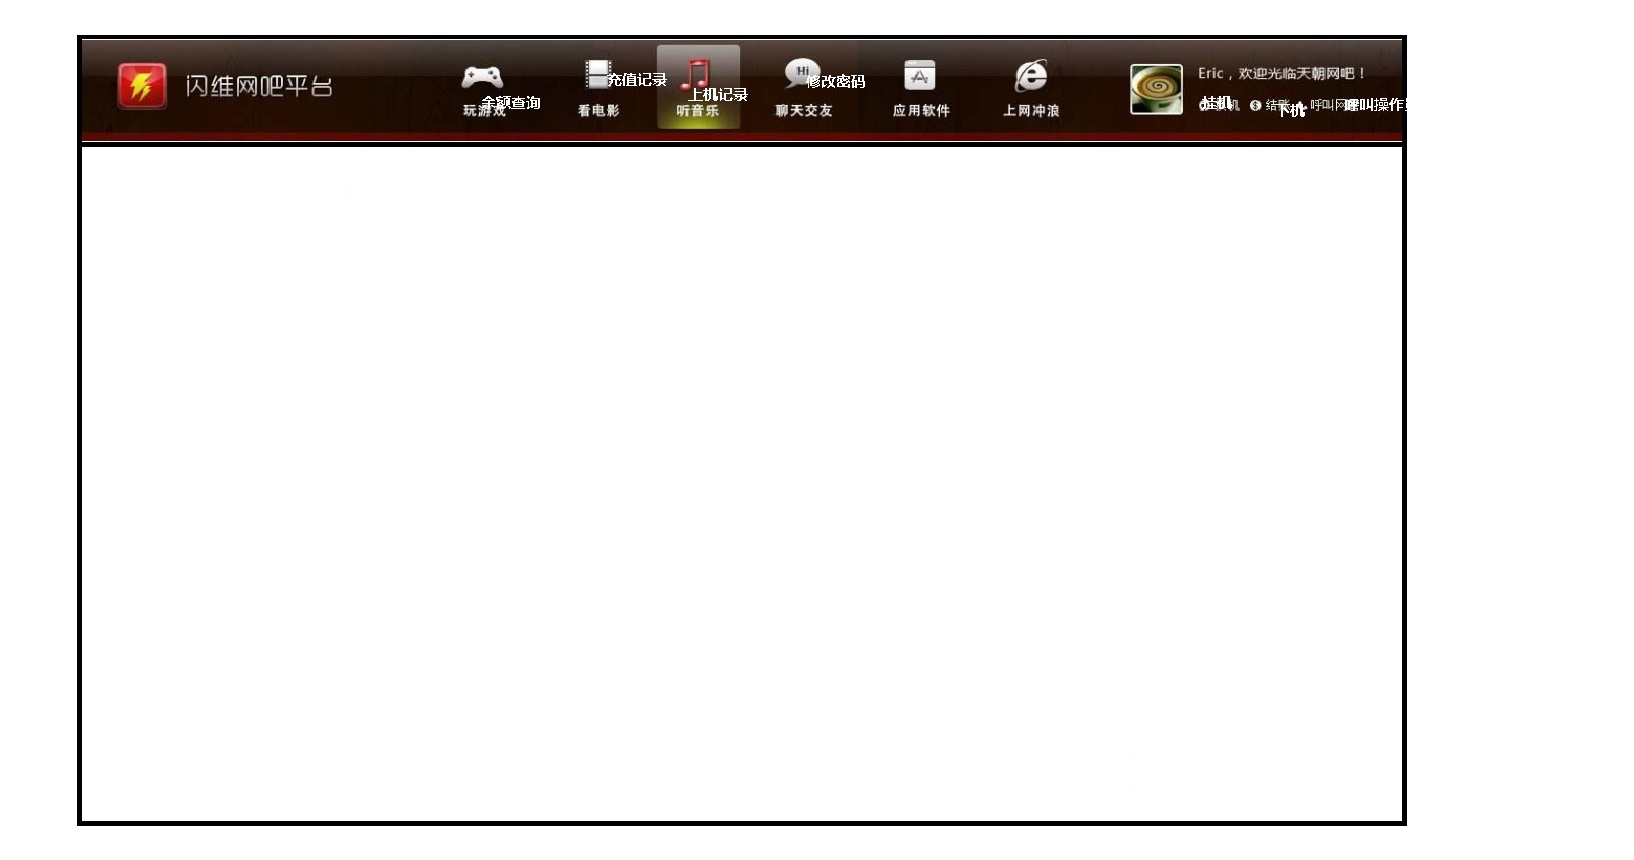 闪维网吧平台
Hi
充值记录
修改密码
上机记录
余额查询
玩游戏
看电影
听音乐
聊天交友
应用软件
上网冲浪
Eric，欢迎光临天朝网吧！
挂机
结账
下机
呼叫网
呼叫操作